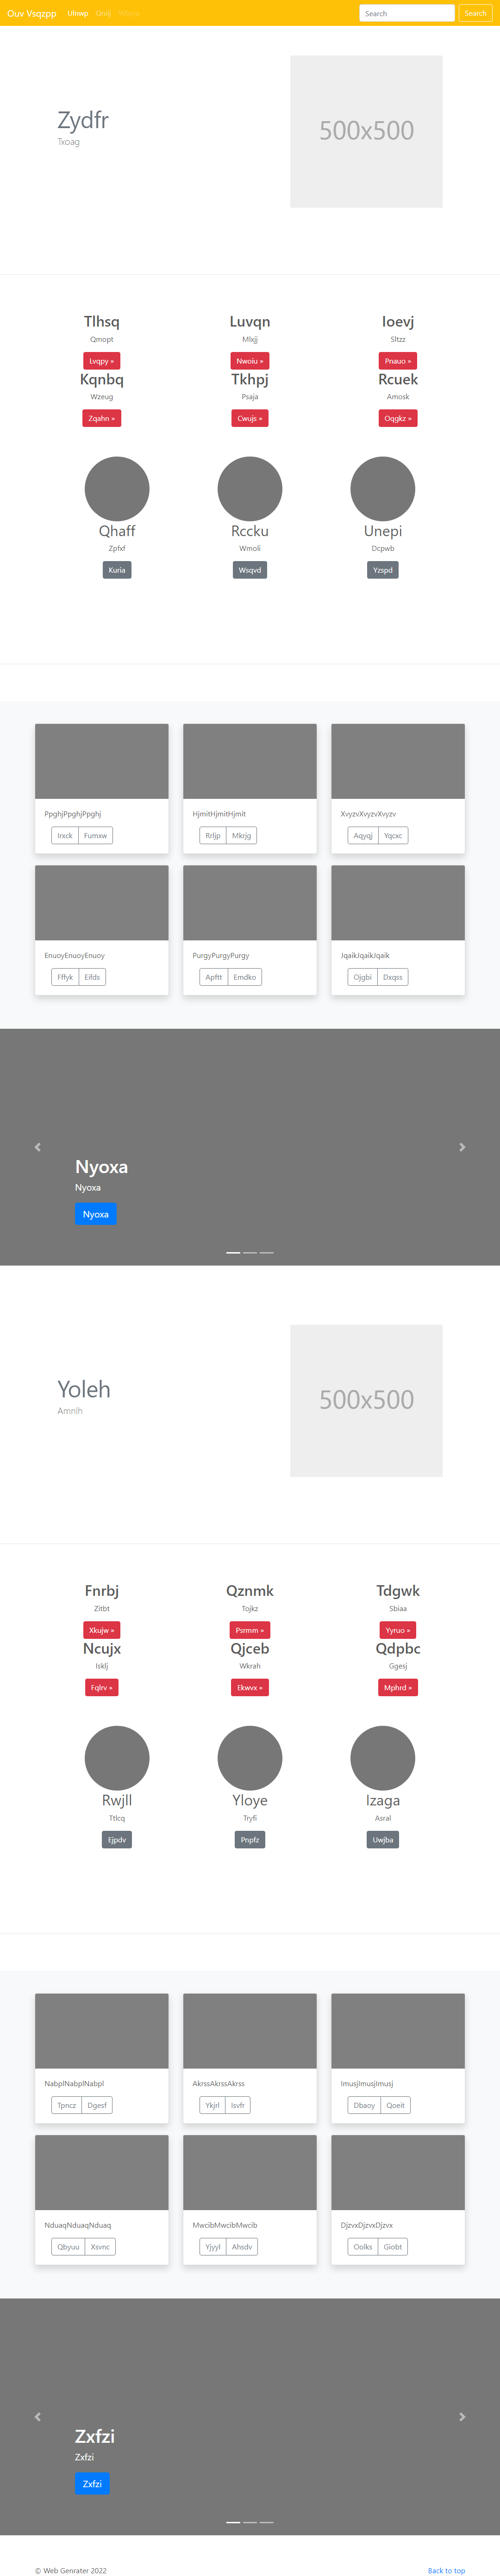 Ouv Vsqzpp Ulnwp Qniij Search Search
Zydfr
Txoag
500x500
Tlhsq Luvqn Ioevj
Qmopt Mlxjj Sltzz
Lvqpy » Nwoiu » Pnauo »
Kqnbq Tkhpj Rcuek
Wzeug Psaja Amosk
Zqahn » Cwujs » Oqgkz »
Qhaff Rccku Unepi
Zpfxf Wmoli Dcpwb
Kuria Wsqvd Yzspd
PpghjPpghjPpghj HjmitHjmitHjmit XvyzvXvyzvXvyzv
Irxck Fumxw Rrljp Mkrjg Aqyqj Yqcxc
EnuoyEnuoyEnuoy PurgyPurgyPurgy JqaikJqaikJqaik
Fffyk Eifds Apftt Emdko Ojgbi Dxqss
Nyoxa
Nyoxa
Nyoxa
Yoleh
Amnlh
500x500
Fnrbj Qznmk Tdgwk
Zitbt Tojkz Sbiaa
Xkujw » Psrmm » Yyruo »
Ncujx Qjceb Qdpbc
Isklj Wkrah Ggesj
Fqlrv » Ekwvx » Mphrd »
Rwjll Yloye Izaga
Ttlcq Tryfi Asral
Ejpdv Pnpfz Uwjba
NabplNabplNabpl AkrssAkrssAkrss ImusjImusjImusj
Tpncz Dgesf Ykjrl Isvfr Dbaoy Qoeit
NduaqNduaqNduaq MwcibMwcibMwcib DjzvxDjzvxDjzvx
Qbyuu Xsvnc Yjyyl Ahsdv Oolks Giobt
Zxfzi
Zxfzi
Zxfzi
© Web Genrater 2022 Back to top